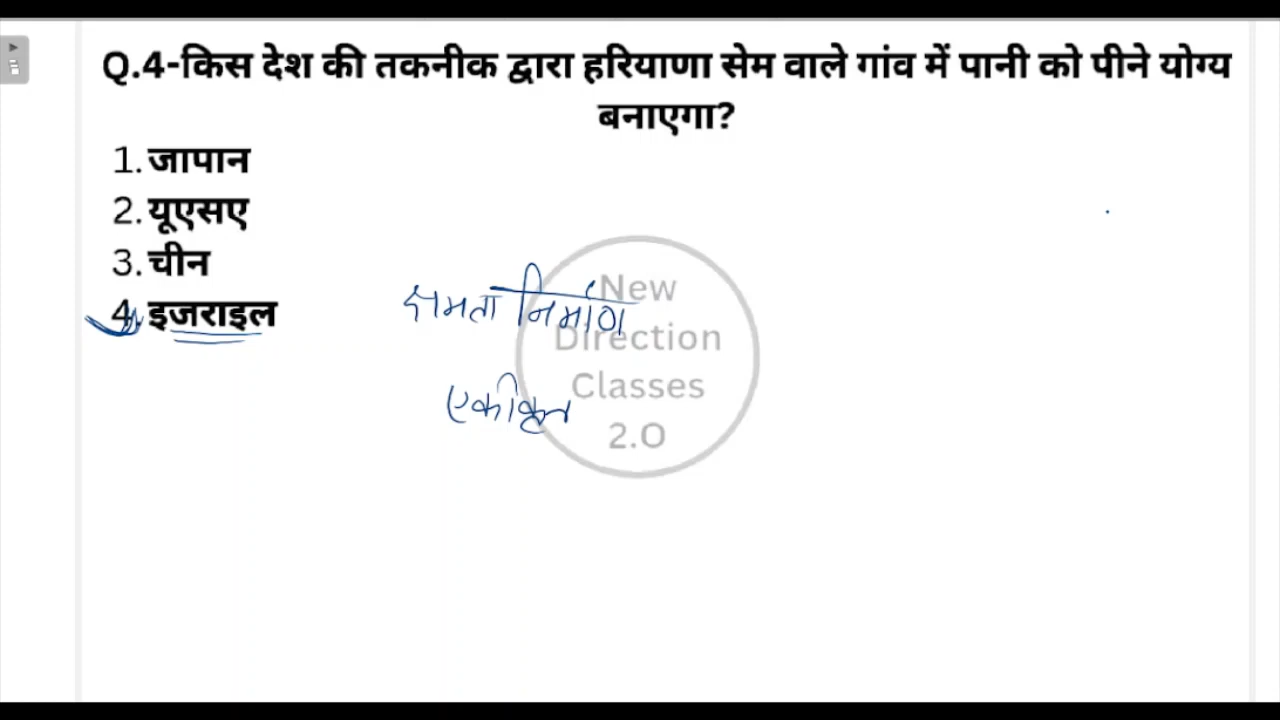 Q.4-किस देश की तकनीक द्वारा हरियाणा सेम वाले गांव में पानी को पीने योग्य
बनाएगा?
1. जापान
2. यूएसए
3. चीन
4. इजराइल
क्षमता निर्माण
एकीकृत
New
Direction
Classes
2.O